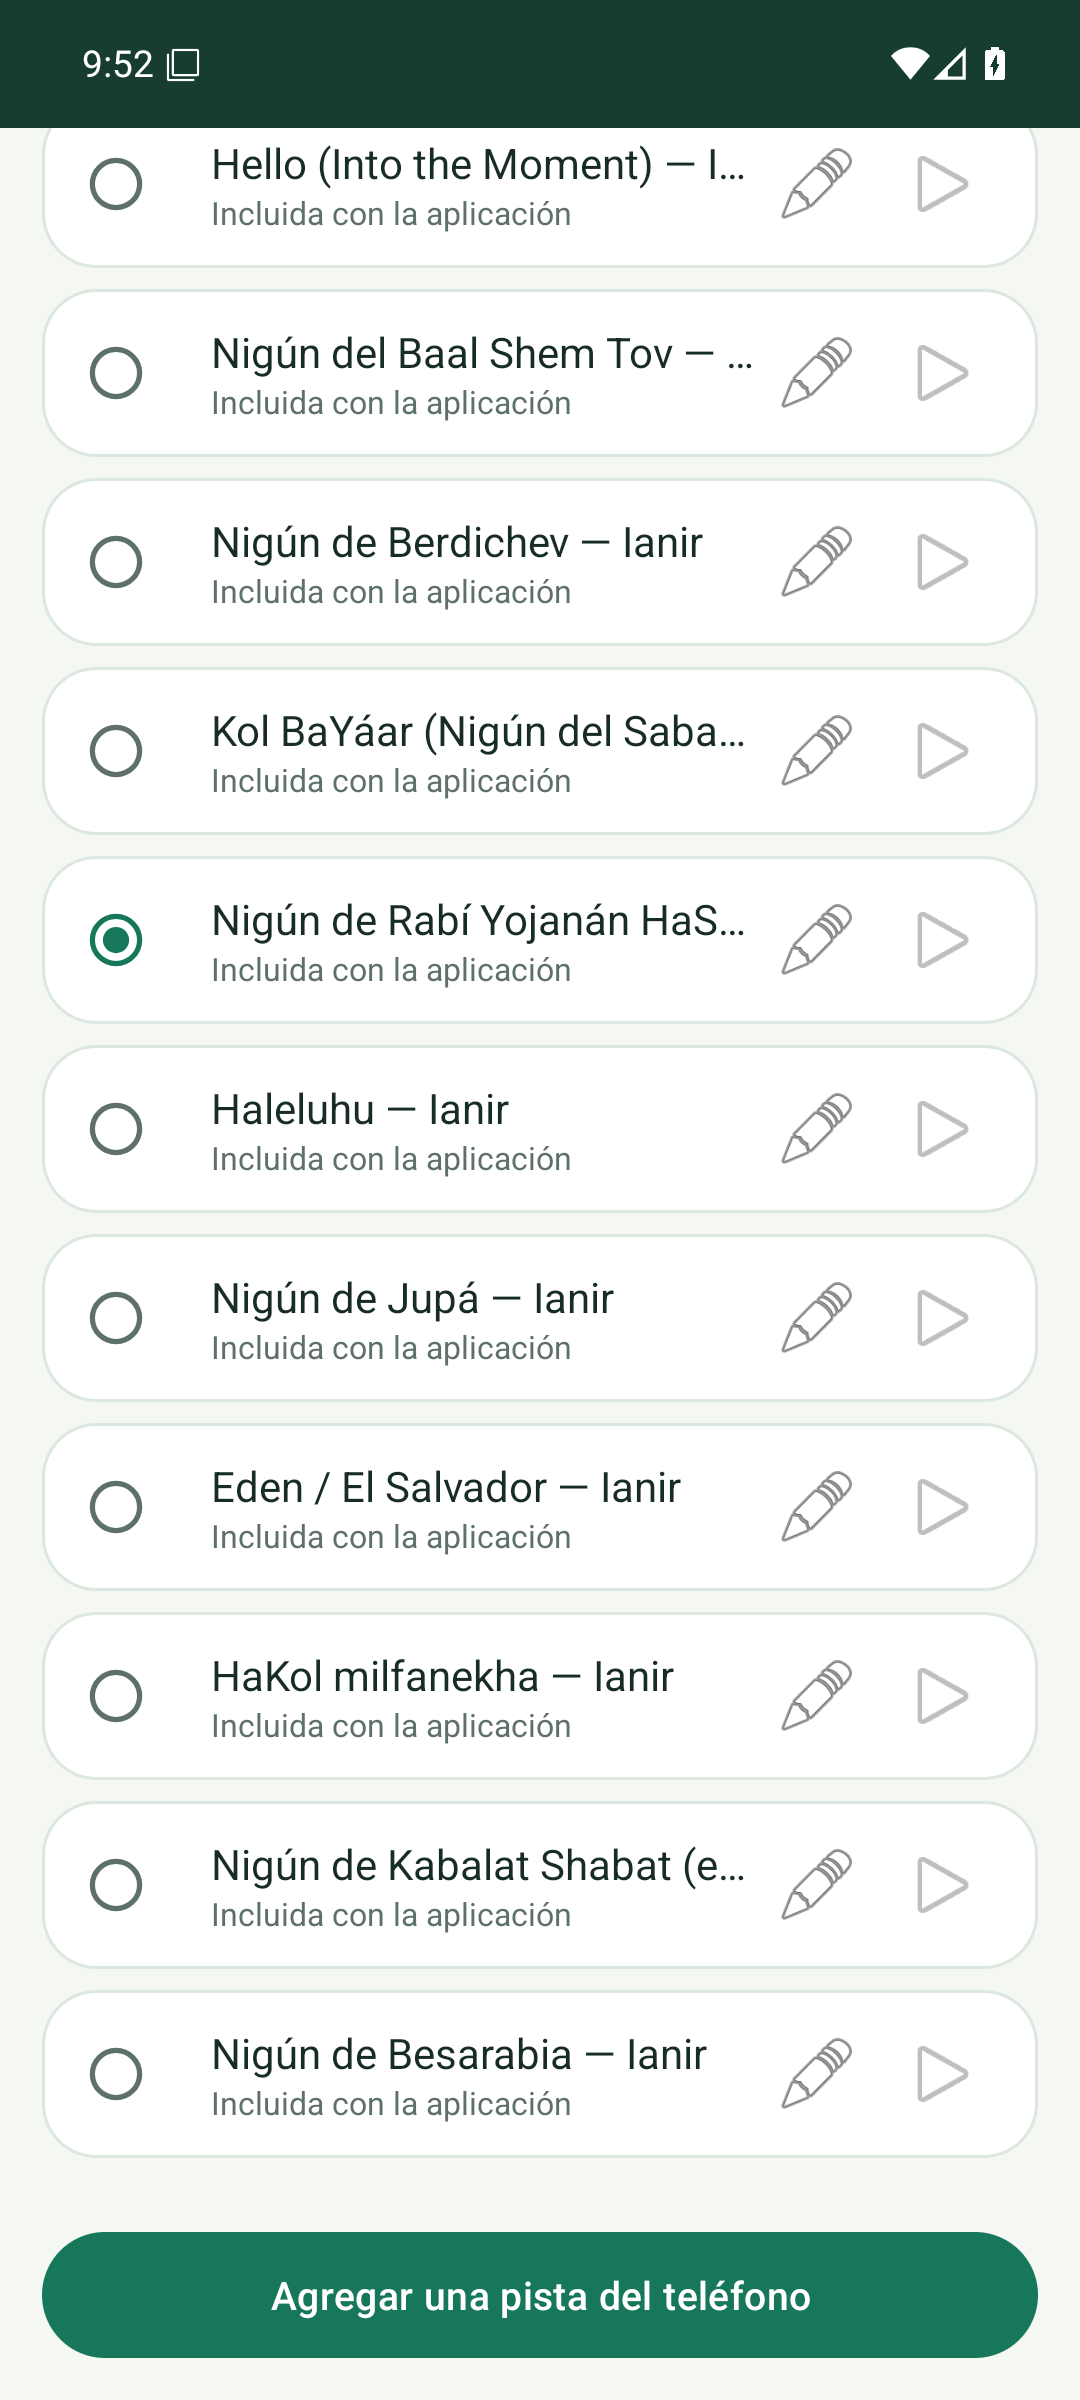 9:52
Hello (Into the Moment) — I...
Incluida con la aplicación
Nigún del Baal Shem Tov — ...
Incluida con la aplicación
Nigún de Berdichev — Ianir
Incluida con la aplicación
Kol BaYáar (Nigún del Saba...
Incluida con la aplicación
Nigún de Rabí Yojanán HaS...
Incluida con la aplicación
Haleluhu — Ianir
Incluida con la aplicación
Nigún de Jupá — Ianir
Incluida con la aplicación
Eden / El Salvador — Ianir
Incluida con la aplicación
HaKol milfanekha — Ianir
Incluida con la aplicación
Nigún de Kabalat Shabat (e...
Incluida con la aplicación
Nigún de Besarabia — Ianir
Incluida con la aplicación
Agregar una pista del teléfono